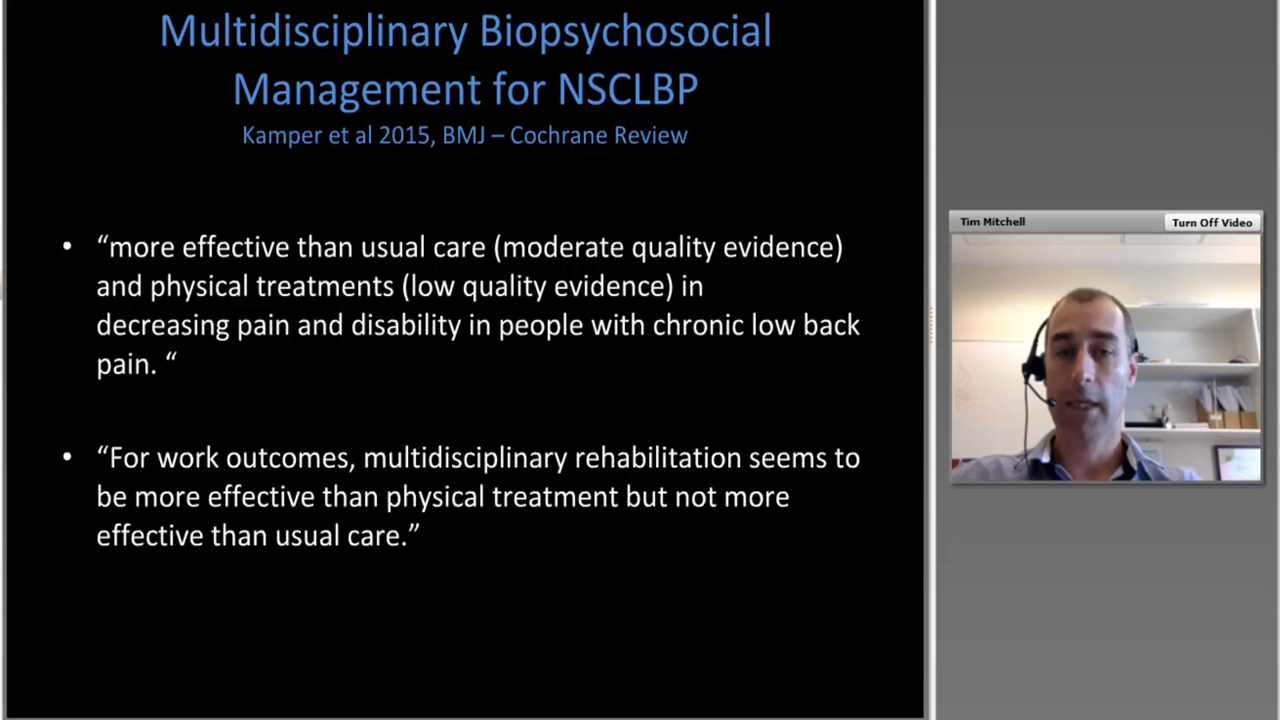 Multidisciplinary Biopsychosocial
Management for NSCLBP
Kamper et al 2015, BMJ – Cochrane Review
• “more effective than usual care (moderate quality evidence)
and physical treatments (low quality evidence) in
decreasing pain and disability in people with chronic low back
pain. “
• “For work outcomes, multidisciplinary rehabilitation seems to
be more effective than physical treatment but not more
effective than usual care.”
Tim Mitchell
Turn Off Video